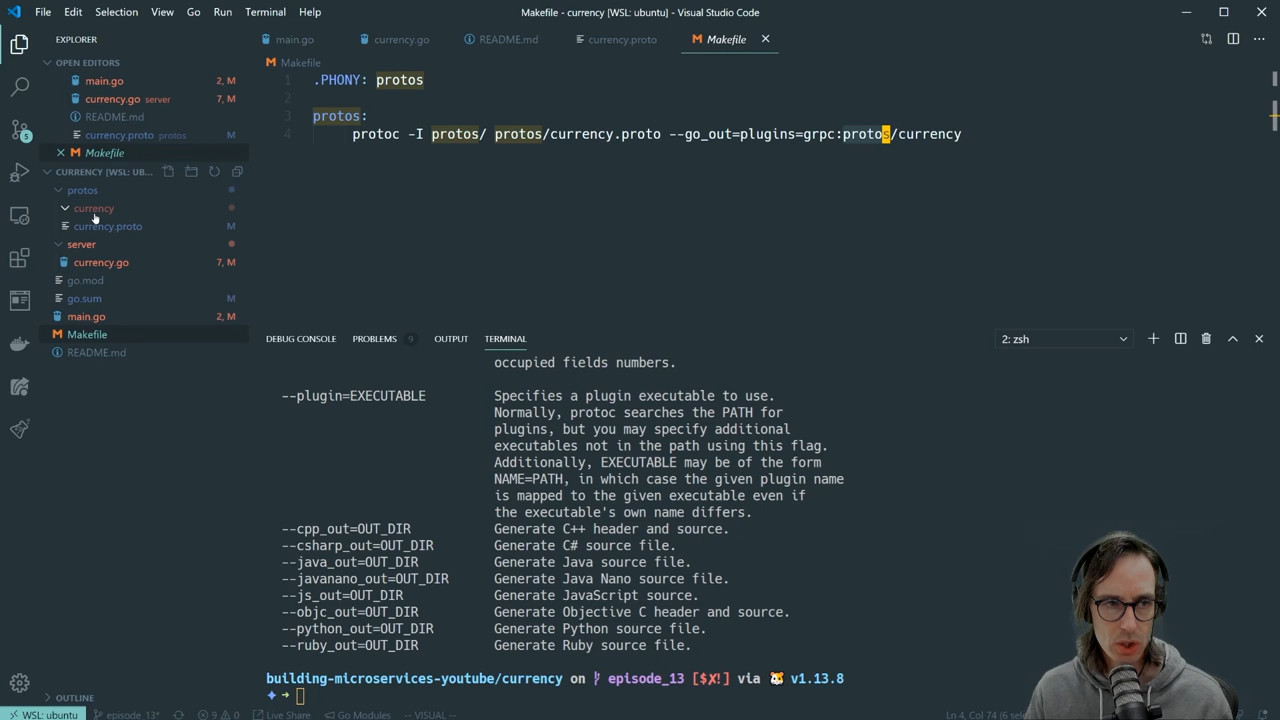 File Edit Selection View Go Run Terminal Help
Makefile - currency [WSL: ubuntu] - Visual Studio Code
EXPLORER
main.go
currency.go
README.md
currency.proto
Makefile
OPEN EDITORS
main.go 2, M
currency.go server 7, M
README.md
currency.proto protos M
Makefile
CURRENCY [WSL: UB...
protos
currency
currency.proto M
server
currency.go 7, M
go.mod
go.sum M
main.go 2, M
Makefile
README.md
OUTLINE
5
Makefile
1 .PHONY: protos
2
3 protos:
4 protoc -I protos/ protos/currency.proto --go_out=plugins=grpc:protos/currency
DEBUG CONSOLE PROBLEMS 9 OUTPUT TERMINAL
2: zsh
occupied fields numbers.
--plugin=EXECUTABLE Specifies a plugin executable to use.
Normally, protoc searches the PATH for
plugins, but you may specify additional
executables not in the path using this flag.
Additionally, EXECUTABLE may be of the form
NAME=PATH, in which case the given plugin name
is mapped to the given executable even if
the executable's own name differs.
--cpp_out=OUT_DIR Generate C++ header and source.
--csharp_out=OUT_DIR Generate C# source file.
--java_out=OUT_DIR Generate Java source file.
--javanano_out=OUT_DIR Generate Java Nano source file.
--js_out=OUT_DIR Generate JavaScript source.
--objc_out=OUT_DIR Generate Objective C header and source.
--python_out=OUT_DIR Generate Python source file.
--ruby_out=OUT_DIR Generate Ruby source file.
building-microservices-youtube/currency on episode_13 [$✘!] via 🐹 v1.13.8
WSL: ubuntu episode_13* 9 0 Live Share Go Modules -- VISUAL -- Ln 4, Col 74 (6 sele